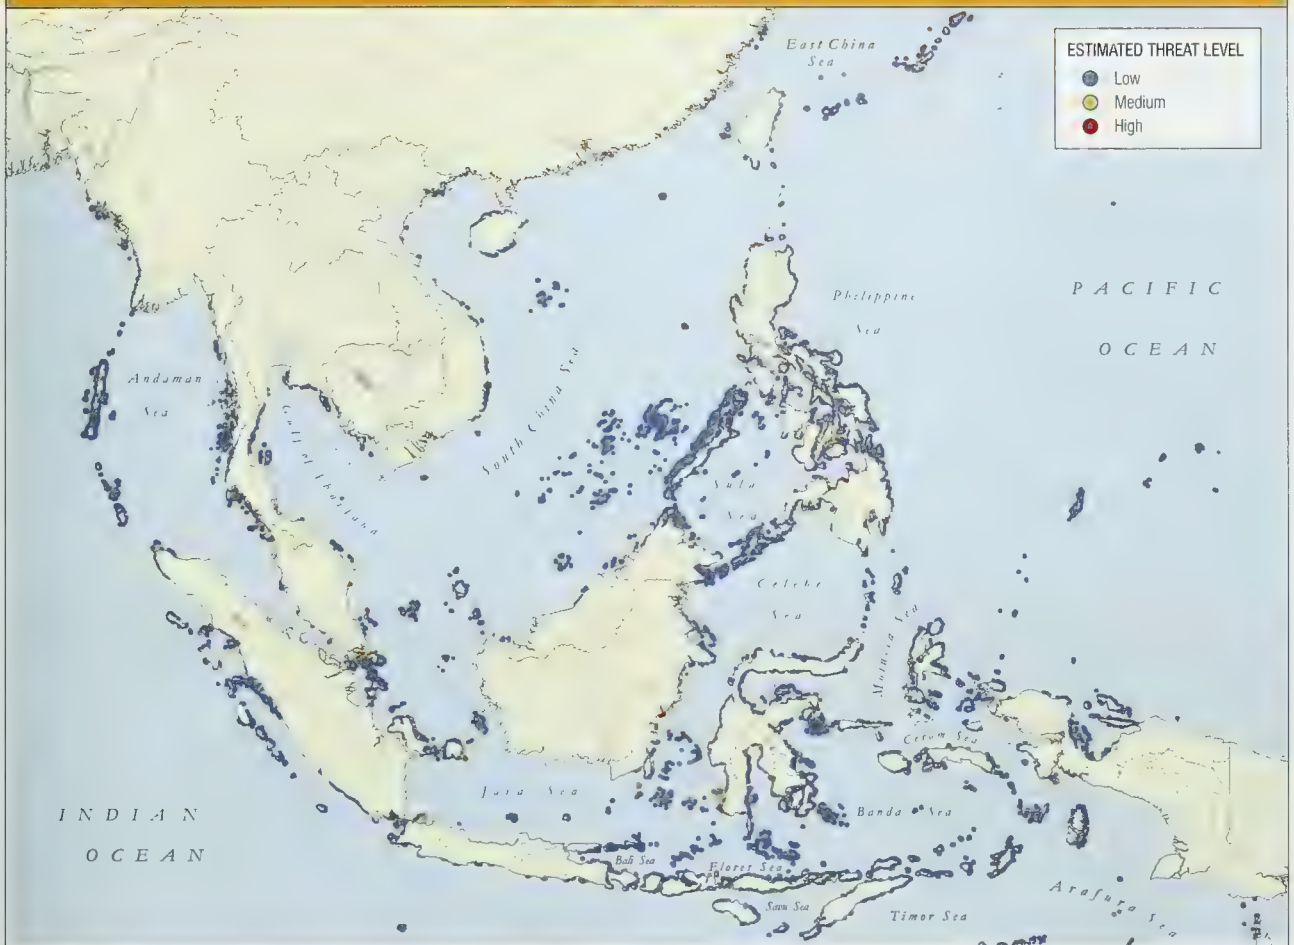 East China
Sea
ESTIMATED THREAT LEVEL
Low
Medium
High
PACIFIC
OCEAN
Philippine
Sea
Andaman
Sea
South China Sea
Gulf of Thailand
Sulu
Sea
Celebe
Sea
Molucca Sea
Ceram Sea
INDIAN
OCEAN
Java Sea
Banda Sea
Bali Sea
Flores Sea
Savu Sea
Timor Sea
Arafura Sea